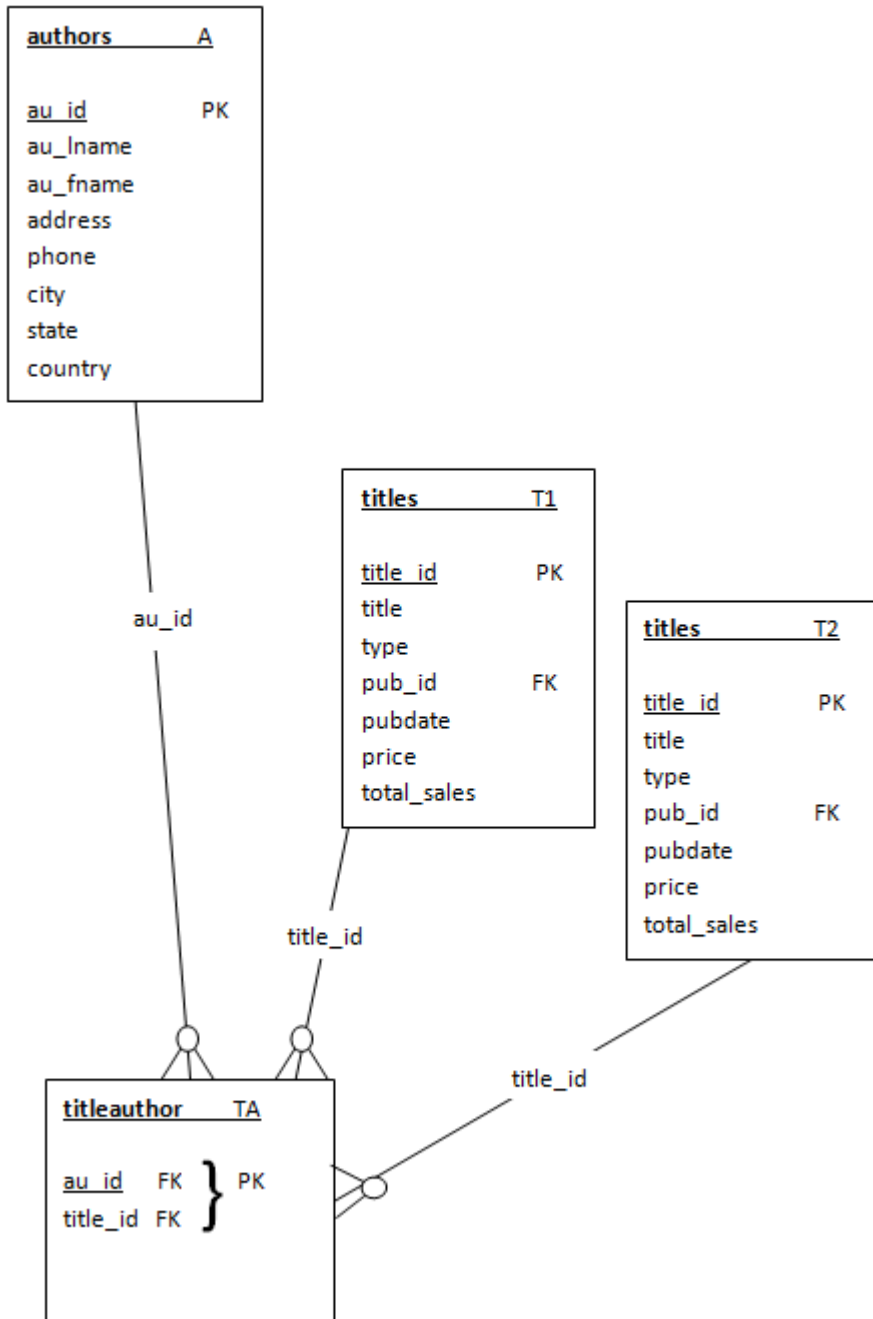 authors A
au_id PK
au_lname
au_fname
address
phone
city
state
country
au_id
titles T1
title_id PK
title
type
pub_id FK
pubdate
price
total_sales
title_id
titles T2
title_id PK
title
type
pub_id FK
pubdate
price
total_sales
title_id
titleauthor TA
au_id FK } PK
title_id FK